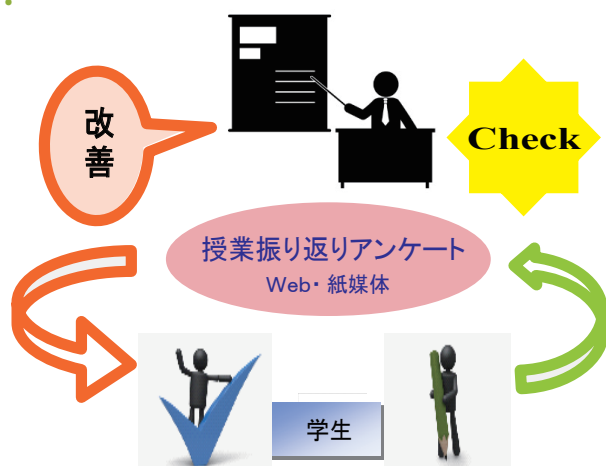 改
善
Check
授業振り返りアンケート
Web・紙媒体
学生